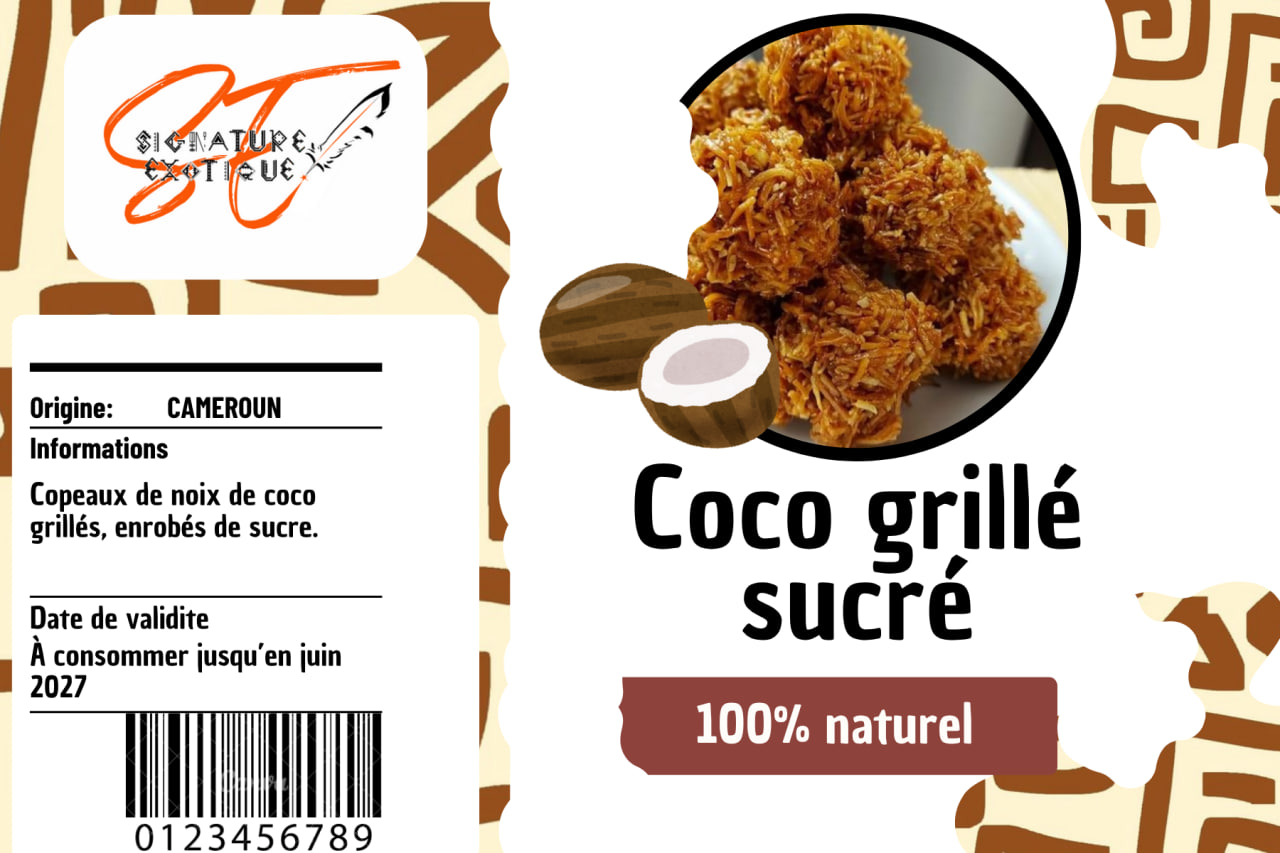 SIGNATURE
EXOTIQUE
Origine: CAMEROUN
Informations
Copeaux de noix de coco
grillés, enrobés de sucre.
Date de validite
À consommer jusqu'en juin
2027
Canva
0123456789
Coco grillé
sucré
100% naturel